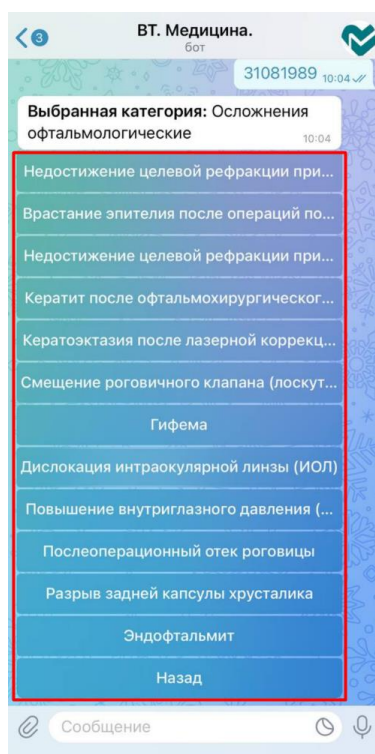 3
ВТ. Медицина.
бот
31081989 10:04
Выбранная категория: Осложнения
офтальмологические
10:04
Недостижение целевой рефракции при...
Врастание эпителия после операций по...
Недостижение целевой рефракции при...
Кератит после офтальмохирургическог...
Кератоэктазия после лазерной коррекц...
Смещение роговичного клапана (лоскут...
Гифема
Дислокация интраокулярной линзы (ИОЛ)
Повышение внутриглазного давления (...
Послеоперационный отек роговицы
Разрыв задней капсулы хрусталика
Эндофтальмит
Назад
Сообщение